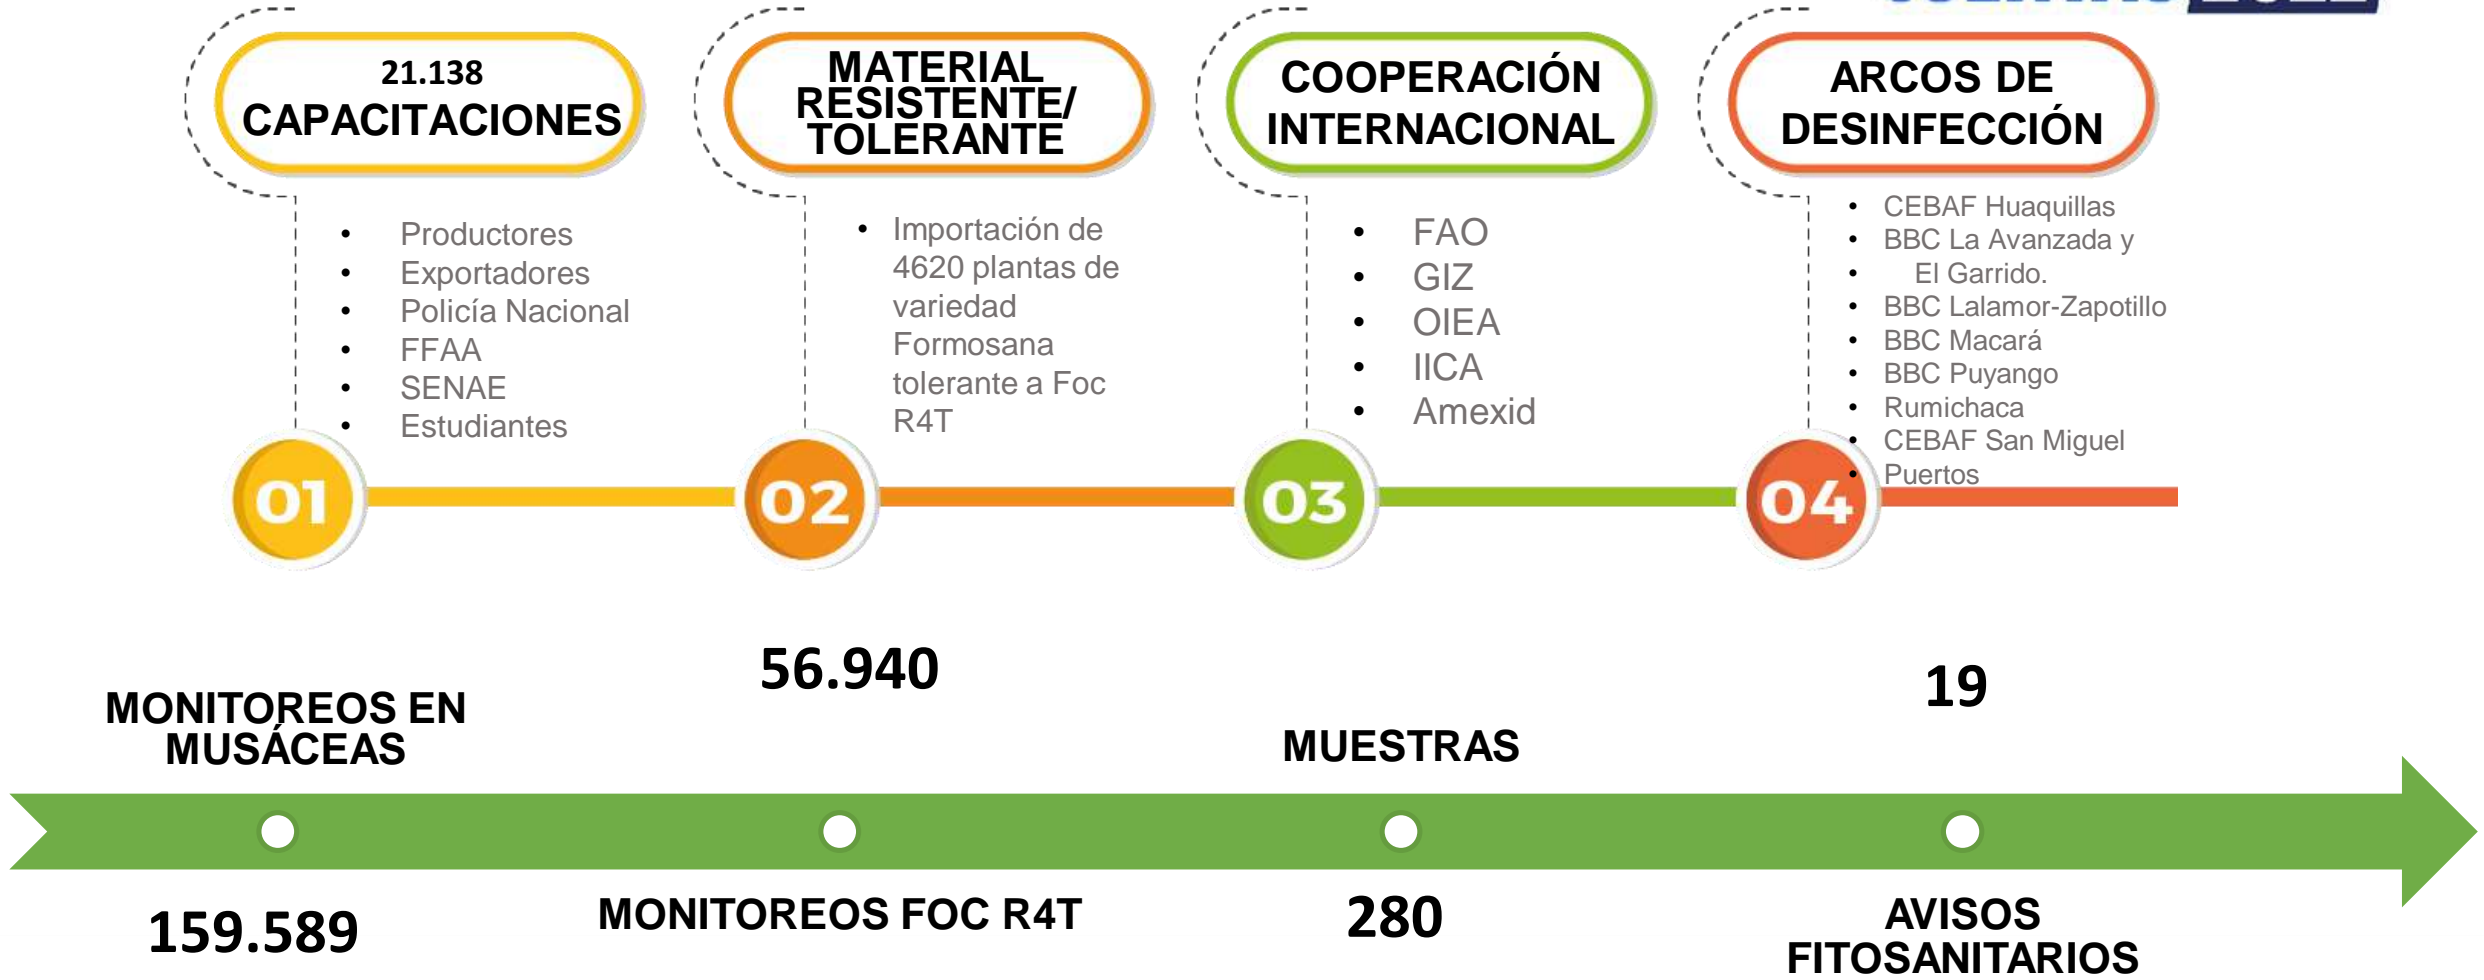 21.138
CAPACITACIONES
• Productores
• Exportadores
• Policía Nacional
• FFAA
• SENAE
• Estudiantes
01
MATERIAL
RESISTENTE/
TOLERANTE
• Importación de
4620 plantas de
variedad
Formosana
tolerante a Foc
R4T
02
COOPERACIÓN
INTERNACIONAL
• FAO
• GIZ
• OIEA
• IICA
• Amexid
03
ARCOS DE
DESINFECCIÓN
• CEBAF Huaquillas
• BBC La Avanzada y
• El Garrido.
• BBC Lalamor-Zapotillo
• BBC Macará
• BBC Puyango
• Rumichaca
• CEBAF San Miguel
• Puertos
04
MONITOREOS EN
MUSÁCEAS
159.589
56.940
MONITOREOS FOC R4T
MUESTRAS
280
19
AVISOS
FITOSANITARIOS